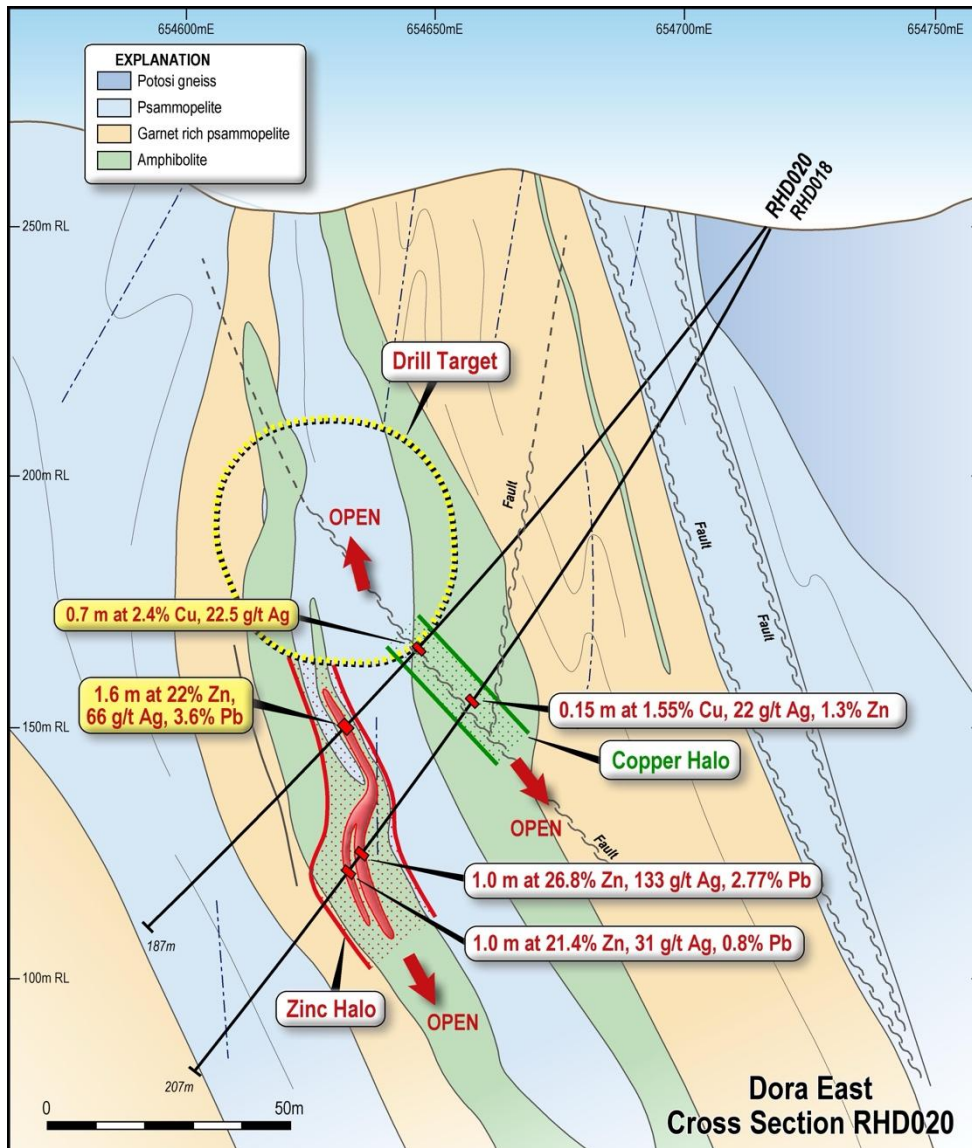 654600mE
654650mE
654700mE
654750mE
EXPLANATION
Potosi gneiss
Psammopelite
Garnet rich psammopelite
Amphibolite
RHD020
RHD018
250m RL
Drill Target
200m RL
Fault
Fault
Fault
OPEN
0.7 m at 2.4% Cu, 22.5 g/t Ag
1.6 m at 22% Zn,
66 g/t Ag, 3.6% Pb
150m RL
0.15 m at 1.55% Cu, 22 g/t Ag, 1.3% Zn
Copper Halo
OPEN
Fault
1.0 m at 26.8% Zn, 133 g/t Ag, 2.77% Pb
187m
1.0 m at 21.4% Zn, 31 g/t Ag, 0.8% Pb
100m RL
Zinc Halo
OPEN
207m
0
50m
Dora East
Cross Section RHD020